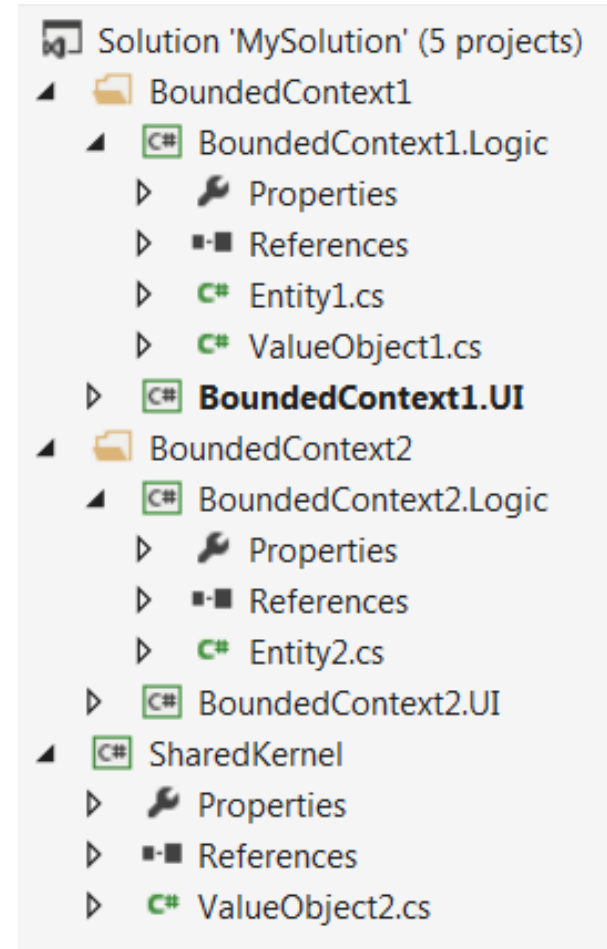 Solution 'MySolution' (5 projects)
BoundedContext1
C# BoundedContext1.Logic
Properties
References
C# Entity1.cs
C# ValueObject1.cs
C# BoundedContext1.UI
BoundedContext2
C# BoundedContext2.Logic
Properties
References
C# Entity2.cs
C# BoundedContext2.UI
C# SharedKernel
Properties
References
C# ValueObject2.cs